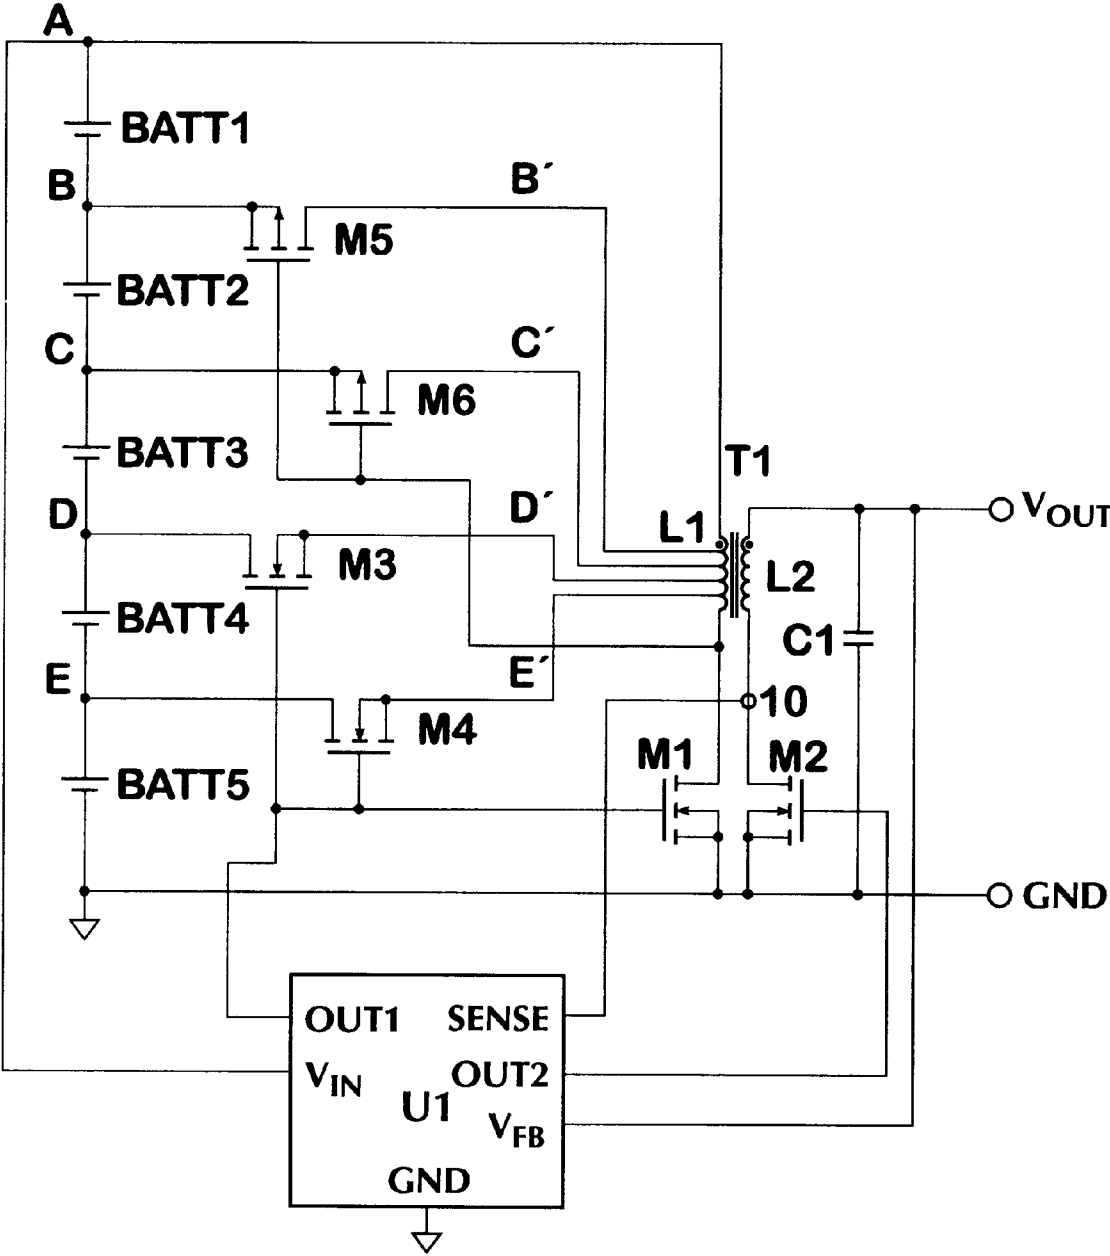 A
BATT1
B
B´
M5
BATT2
C
C´
M6
BATT3
T1
D
D´
VOUT
L1
M3
L2
BATT4
C1
E
E´
10
M4
M1
M2
BATT5
GND
OUT1
SENSE
VIN
OUT2
U1
VFB
GND